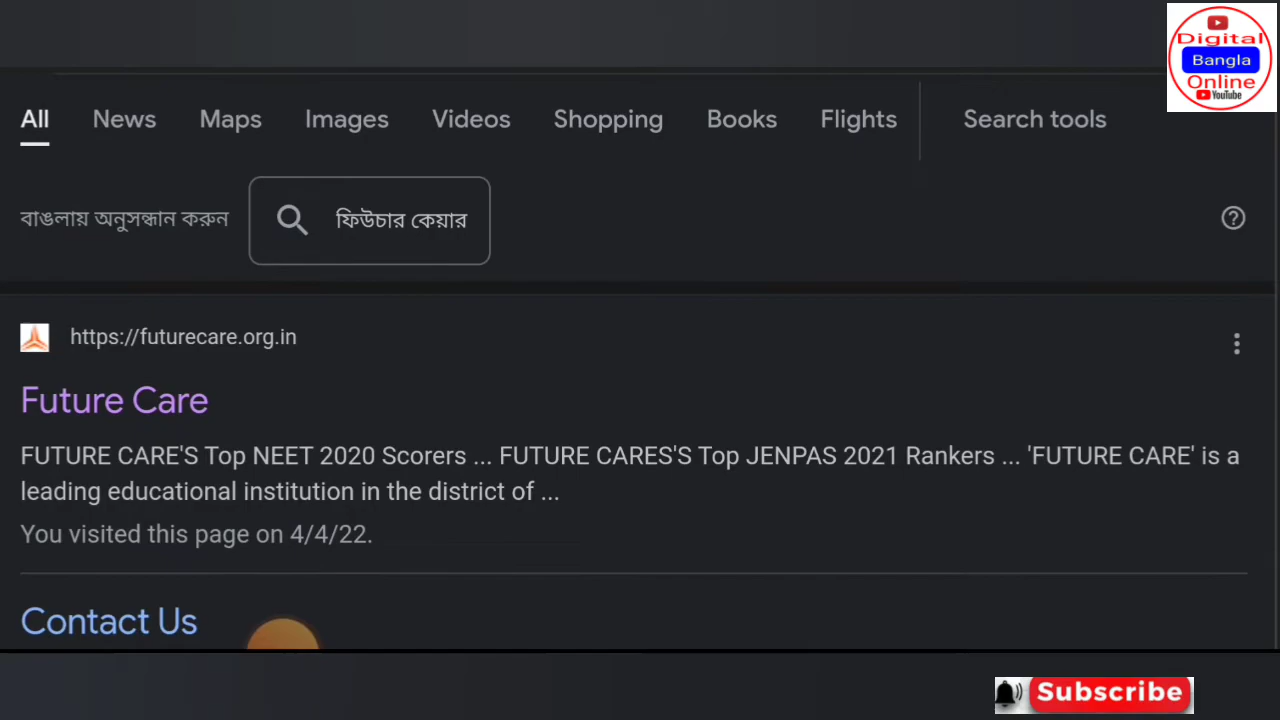 Digital
Bangla
Online
YouTube
All News Maps Images Videos Shopping Books Flights Search tools
বাঙলায় অনুসন্ধান করুন ফিউচার কেয়ার
https://futurecare.org.in
Future Care
FUTURE CARE'S Top NEET 2020 Scorers ... FUTURE CARES'S Top JENPAS 2021 Rankers ... 'FUTURE CARE' is a
leading educational institution in the district of ...
You visited this page on 4/4/22.
Contact Us
Subscribe